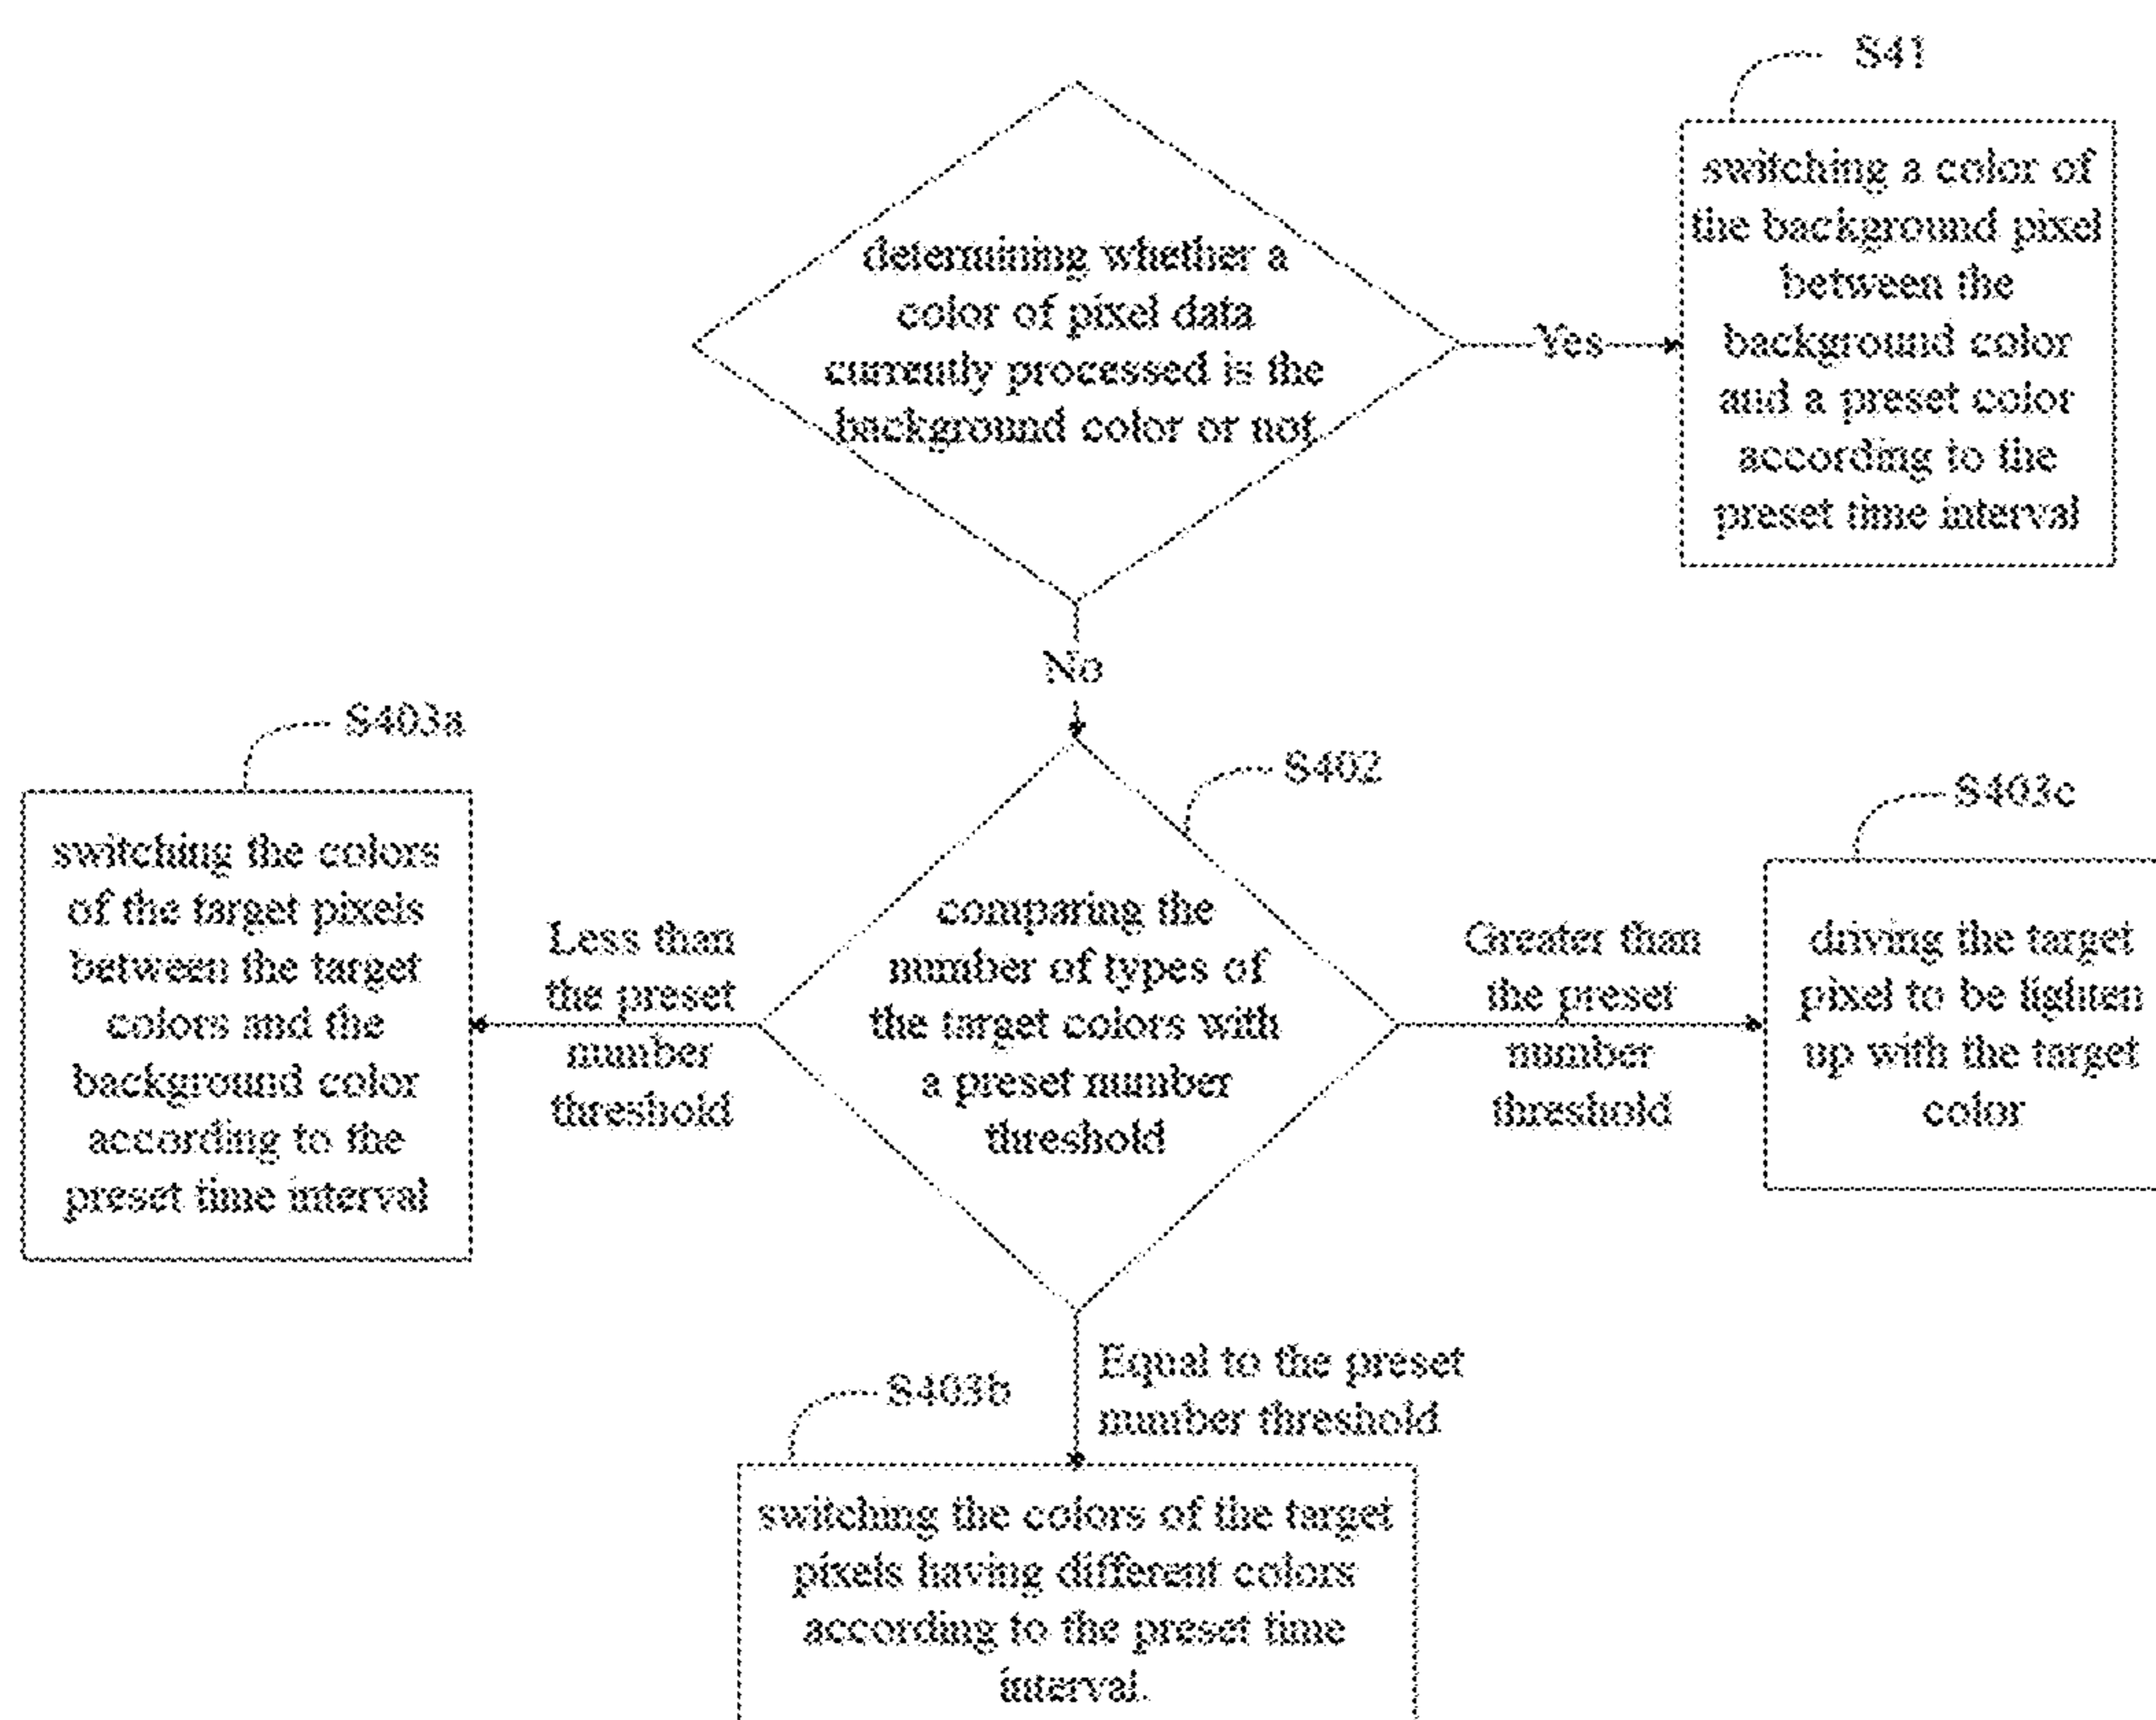 S41
switching a color of
the background pixel
between the
background color
and a preset color
according to the
preset time interval
determining whether a
color of pixel data
currently processed is the
background color or not
Yes
No
S403a
switching the colors
of the target pixels
between the target
colors and the
background color
according to the
preset time interval
Less than
the preset
number
threshold
S402
comparing the
number of types of
the target colors with
a preset number
threshold
Greater than
the preset
number
threshold
S403c
driving the target
pixel to be lighten
up with the target
color
Equal to the preset
number threshold
S403b
switching the colors of the target
pixels having different colors
according to the preset time
interval.